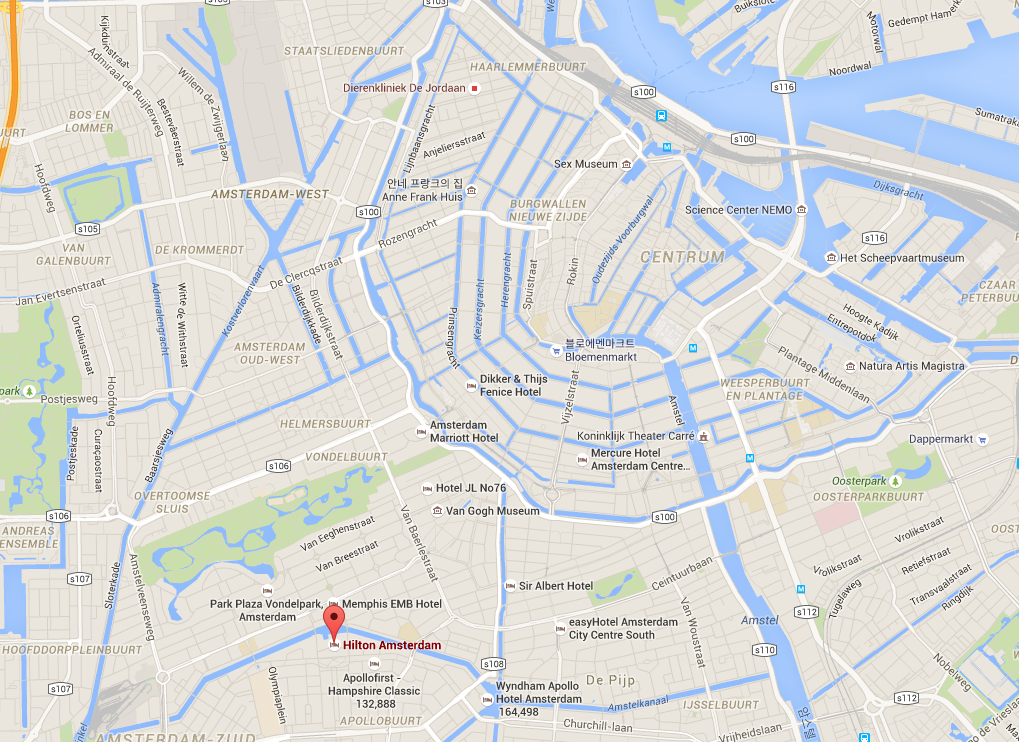 s103
Buiksloterweg
Gedempt Hamerkanaal
Motorwal
Noordwal
STAATSLIEDENBUURT
HAARLEMMERBUURT
Kijkduinstraat
Admiraal de Ruijterweg
Willem de Zwijgerlaan
Bestevâerstraat
BOS EN
LOMMER
Dierenkliniek De Jordaan
s100
s116
Sumatraka
Lijnbaansgracht
Anjeliersstraat
s100
Sex Museum
Hoofdweg
AMSTERDAM-WEST
안네 프랑크의 집
Anne Frank Huis
BURGWALLEN
NIEUWE ZIJDE
Dijksgracht
Science Center NEMO
s100
s105
Rozengracht
Oudezijds Voorburgwal
s116
VAN
GALENBUURT
DE KROMMERDT
CENTRUM
Het Scheepvaartmuseum
De Clercqstraat
Jan Evertsenstraat
Admiralengracht
Witte de Withstraat
Kostverlorenvaart
Bilderdijkkade
Bilderdijkstraat
Keizersgracht
Herengracht
Spuistraat
Rokin
CZAAR
PETERBUU
Orteliusstraat
Prinsengracht
Hoogte Kadijk
Entrepotdok
AMSTERDAM
OUD-WEST
블로에멘마크트
Bloemenmarkt
Plantage Middenlaan
Natura Artis Magistra
park
Postjesweg
Hoofdweg
Dikker & Thijs
Fenice Hotel
Vijzelstraat
Amstel
WEESPERBUURT
EN PLANTAGE
Postjeskade
Curaçaostraat
Baarsjesweg
HELMERSBUURT
Amsterdam
Marriott Hotel
Koninklijk Theater Carré
Dappermarkt
s106
VONDELBUURT
Mercure Hotel
Amsterdam Centre...
OVERTOOMSE
SLUIS
Hotel JL No76
Oosterpark
OOSTERPARKBUURT
s106
Van Gogh Museum
s100
ANDREAS
ENSEMBLE
Van Eeghenstraat
Van Breestraat
Van Baerlestraat
Vrolikstraat
OOST
Retiefstraat
Vrolikstraat
Transvaalstraat
Ringdijk
Amstelveenseweg
Sloterkade
s107
Sir Albert Hotel
Ceintuurbaan
Tugelaweg
Park Plaza Vondelpark,
Amsterdam
Memphis EMB Hotel
Van Woustraat
s112
easyHotel Amsterdam
City Centre South
Amstel
Hilton Amsterdam
HOOFDDORPPLEINBUURT
s108
s110
Nobelweg
Apollofirst -
Hampshire Classic
132,888
s107
Olympiaplein
Wyndham Apollo
Hotel Amsterdam
164,498
De Pijp
Amstelkanaal
IJSSELBUURT
s112
APOLLOBUURT
Churchill-laan
Vrijheidslaan
암스텔
AMSTERDAM-ZUID